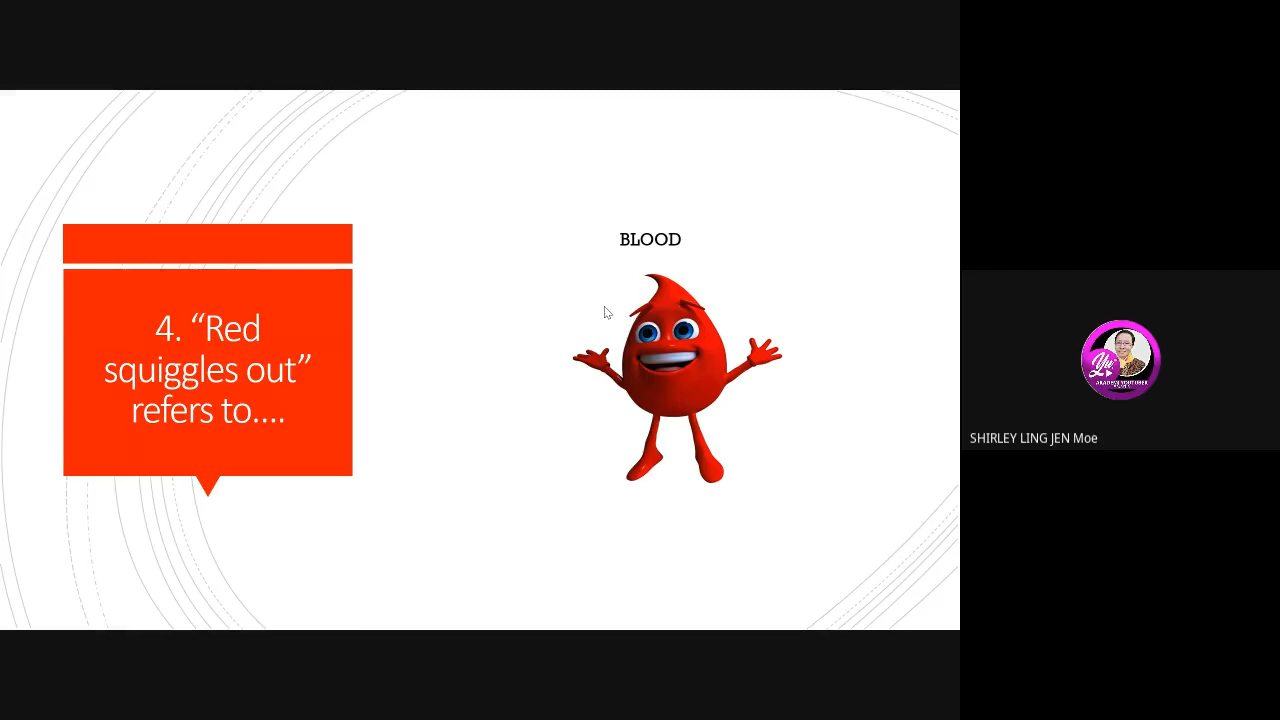 4. “Red
squiggles out”
refers to....
BLOOD
SHIRLEY LING JEN Moe